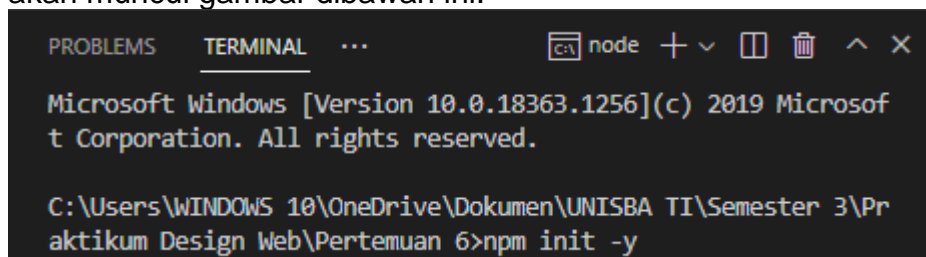 akan muncul gambar dibawah ini.
PROBLEMS TERMINAL ... node
Microsoft Windows [Version 10.0.18363.1256](c) 2019 Microsof
t Corporation. All rights reserved.
C:\Users\WINDOWS 10\OneDrive\Dokumen\UNISBA TI\Semester 3\Pr
aktikum Design Web\Pertemuan 6>npm init -y